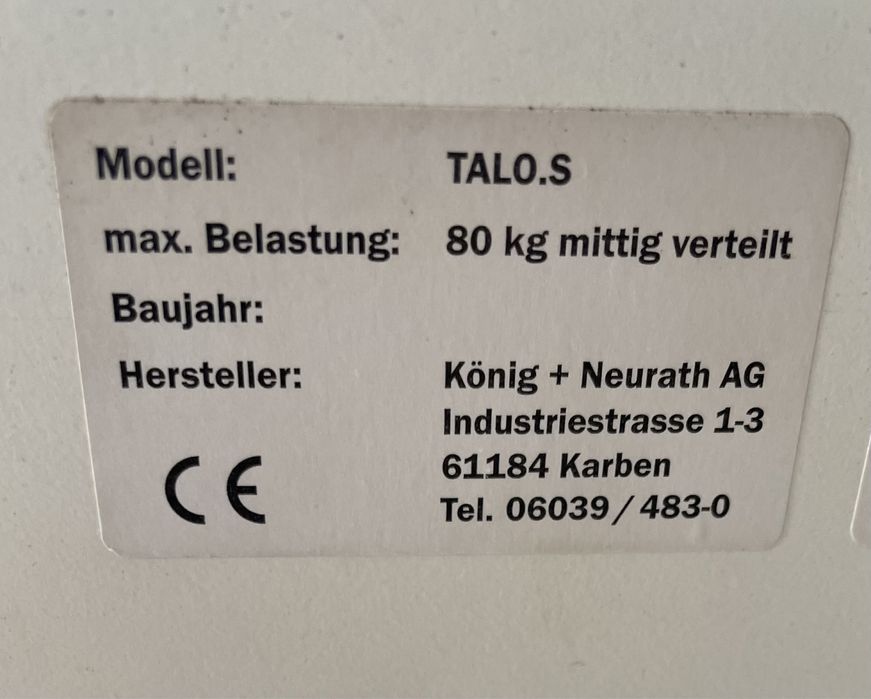 Modell: TALO.S
max. Belastung: 80 kg mittig verteilt
Baujahr:
Hersteller: König + Neurath AG
Industriestrasse 1-3
61184 Karben
Tel. 06039 / 483-0
CE